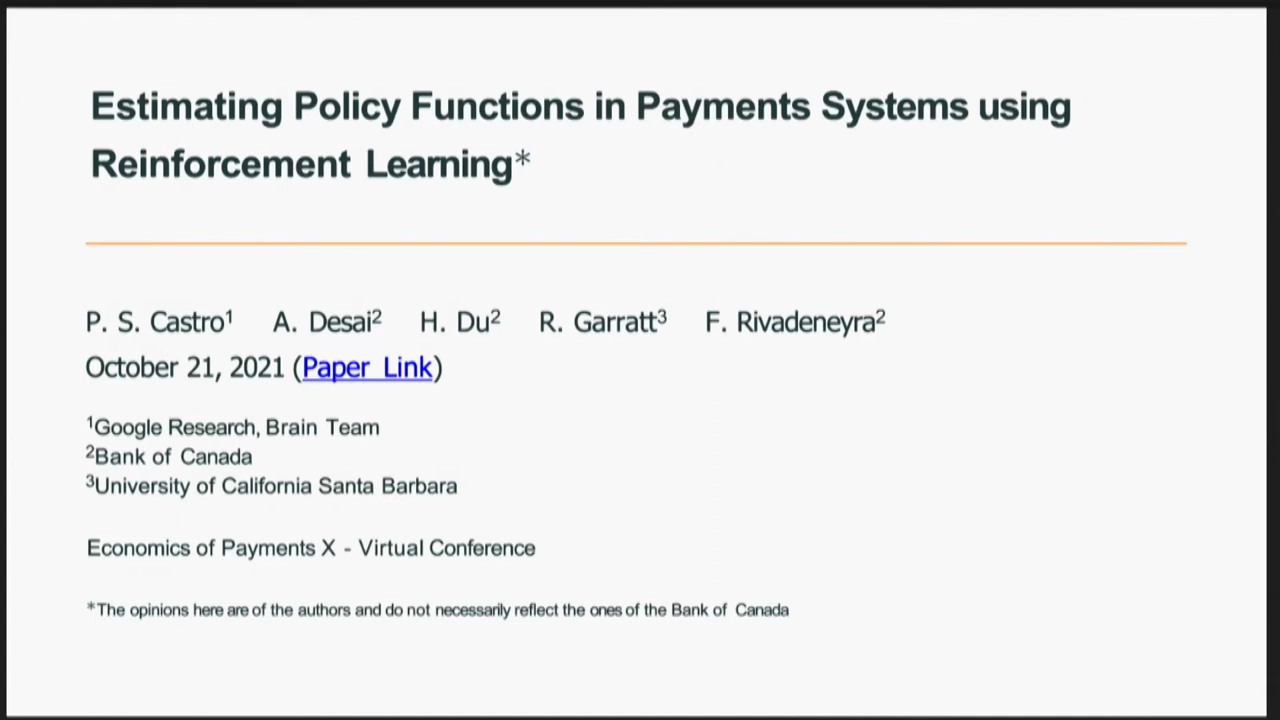 Estimating Policy Functions in Payments Systems using
Reinforcement Learning*
P. S. Castro¹ A. Desai² H. Du² R. Garratt³ F. Rivadeneyra²
October 21, 2021 (Paper Link)
¹Google Research, Brain Team
²Bank of Canada
³University of California Santa Barbara
Economics of Payments X - Virtual Conference
*The opinions here are of the authors and do not necessarily reflect the ones of the Bank of Canada